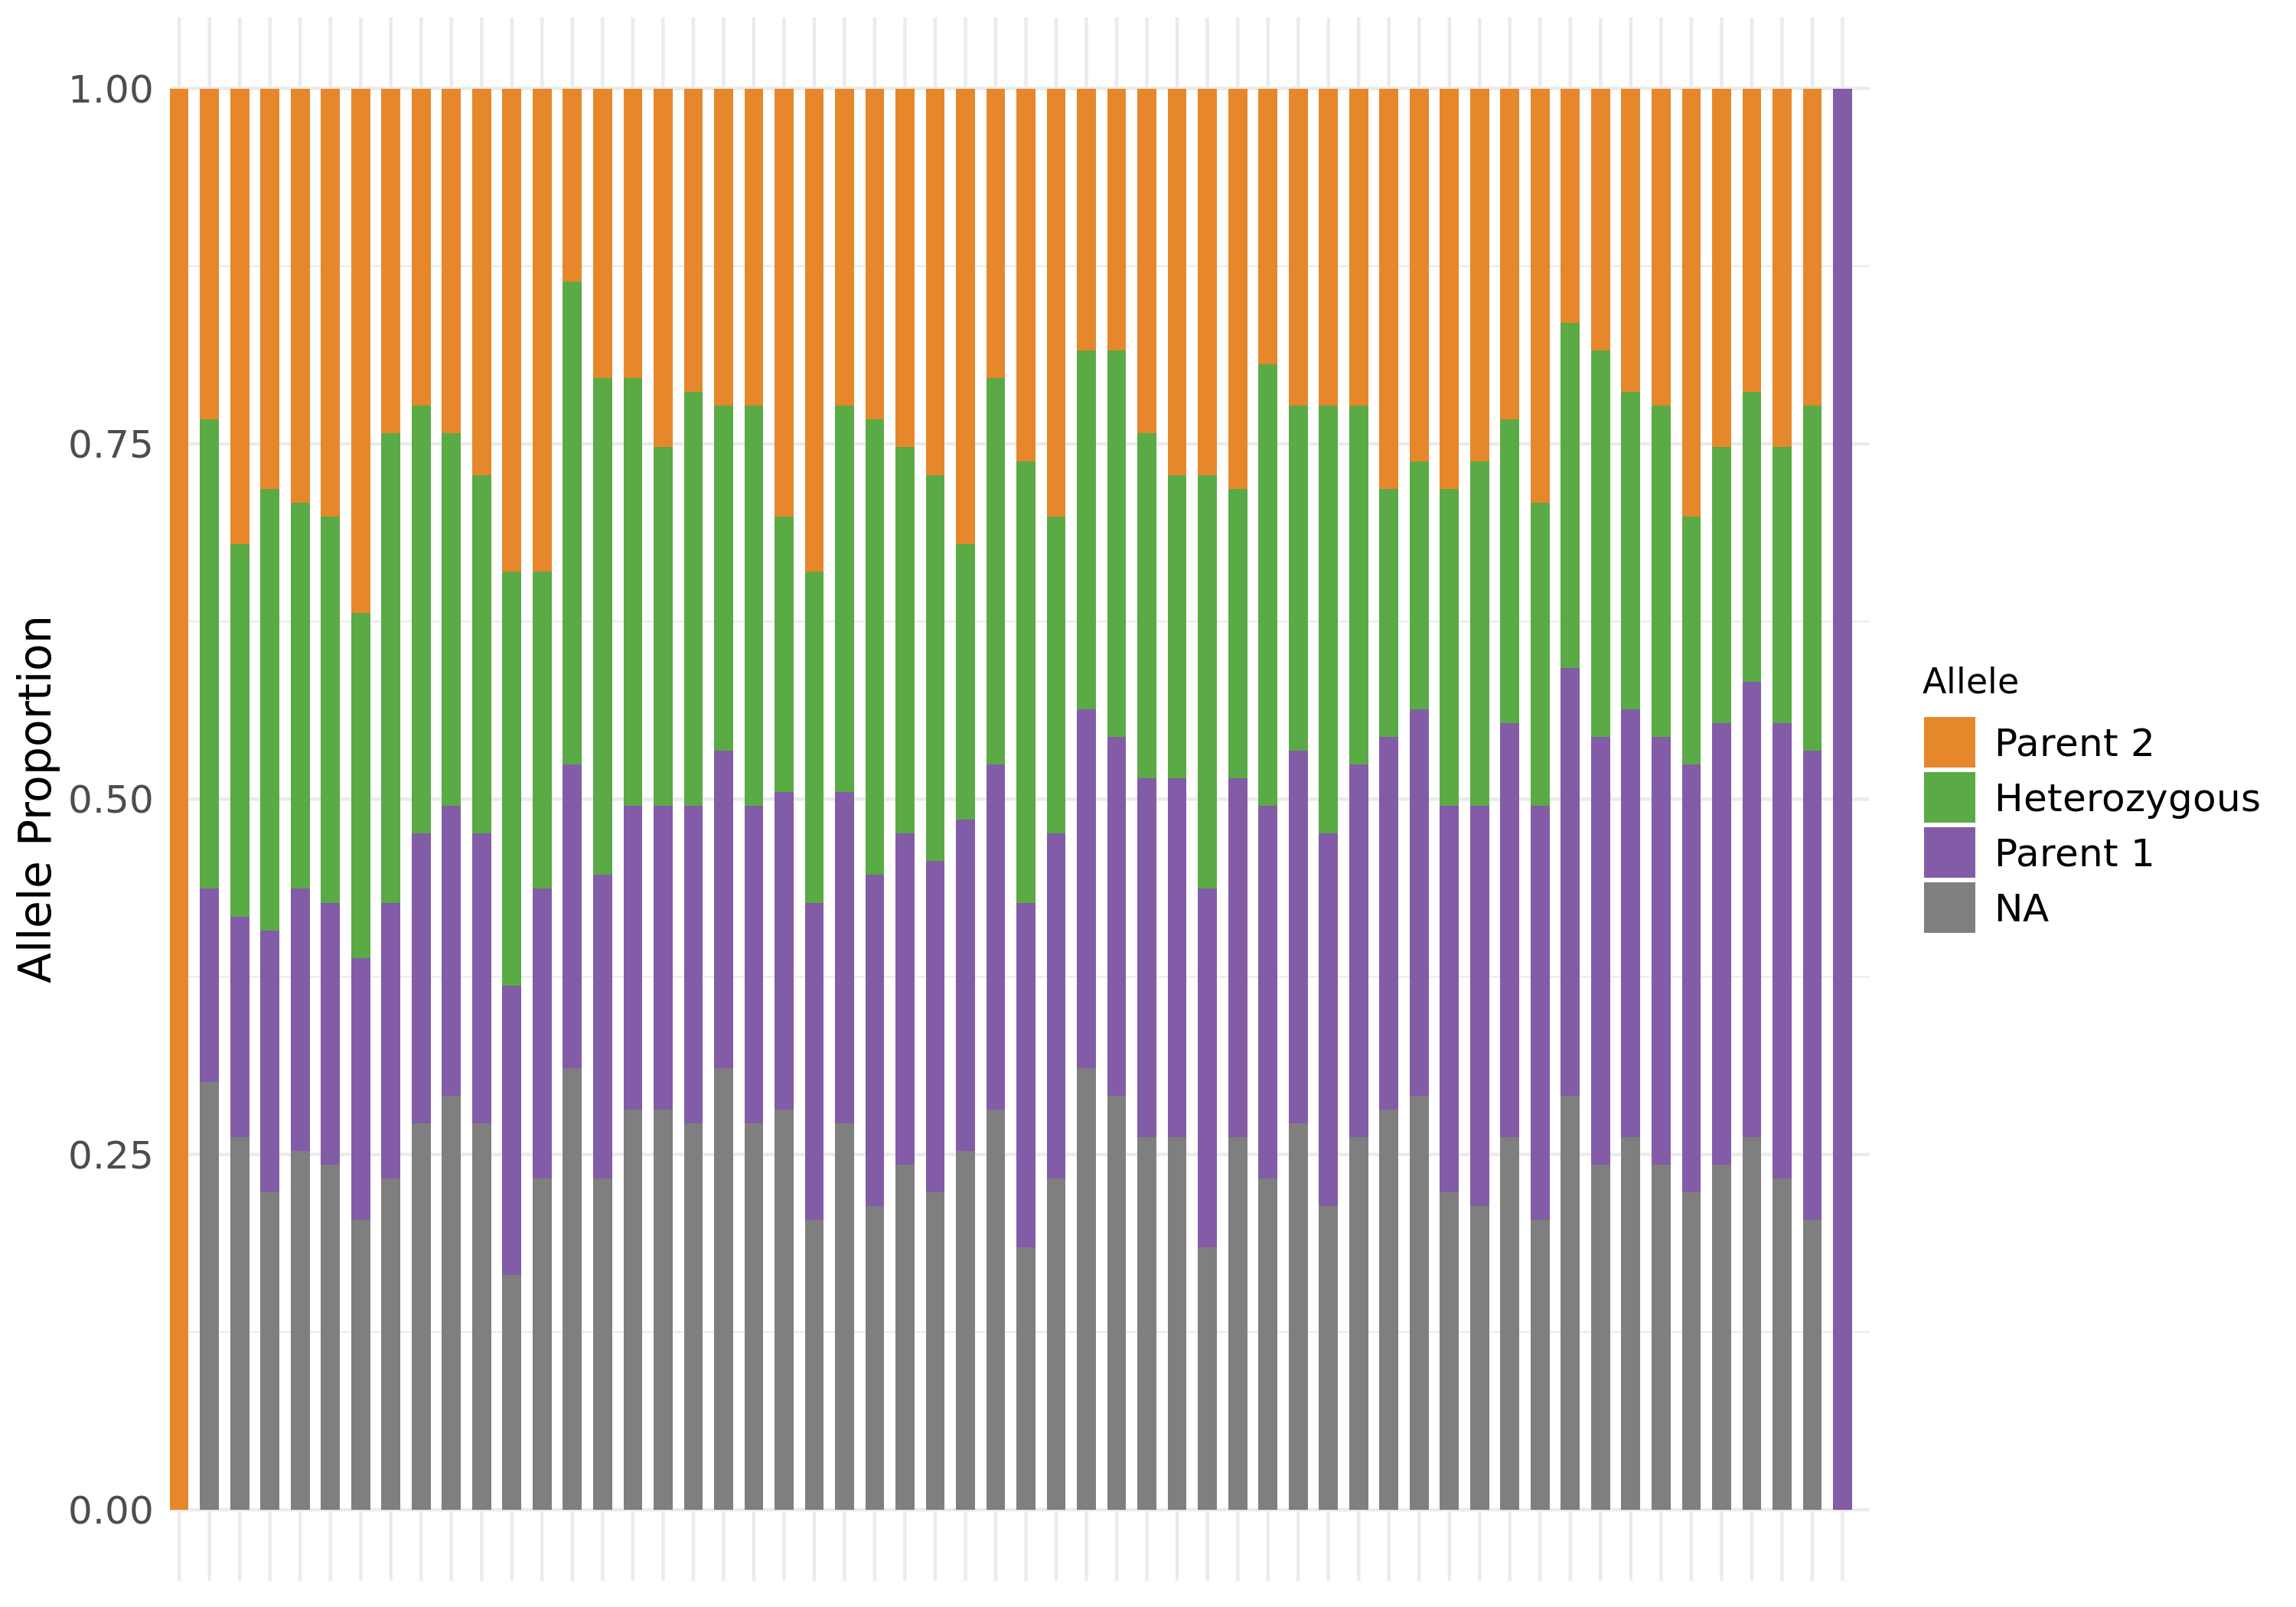 1.00
0.75
0.50
0.25
0.00
Allele Proportion
Allele
Parent 2
Heterozygous
Parent 1
NA